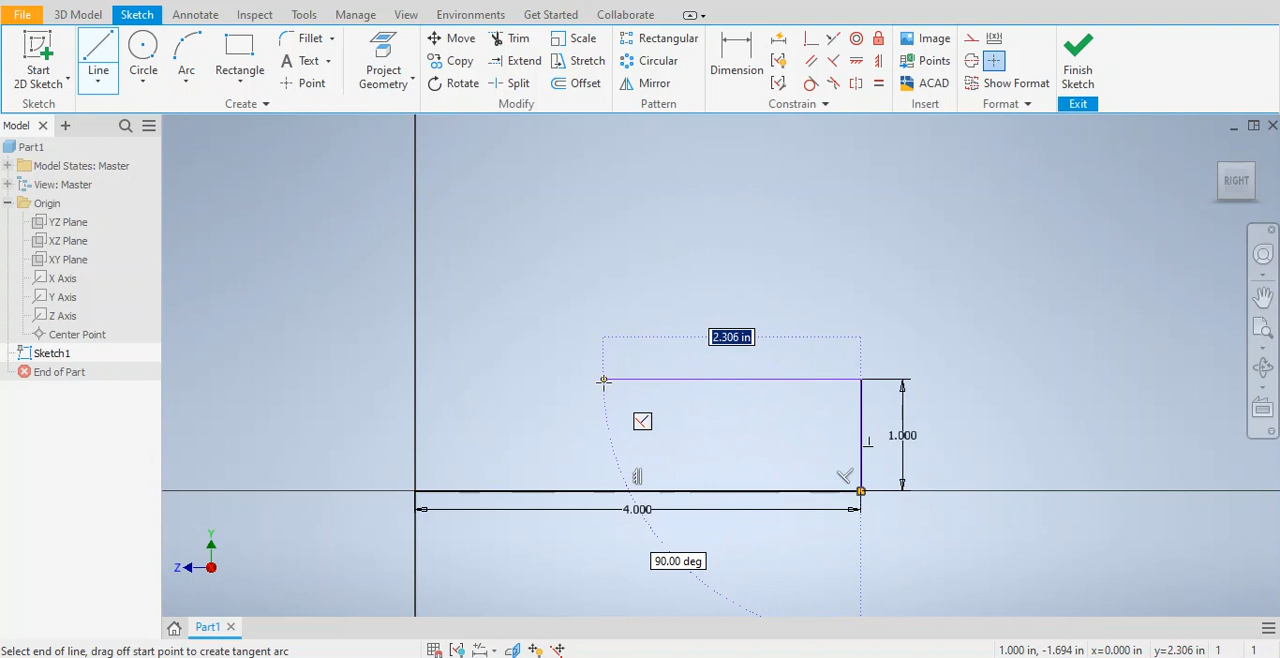 File 3D Model Sketch Annotate Inspect Tools Manage View Environments Get Started Collaborate
Start
2D Sketch
Line
Circle
Arc
Rectangle
Fillet
Text
Point
Project
Geometry
Move Trim Scale
Copy Extend Stretch
Rotate Split Offset
Rectangular
Circular
Mirror
Dimension
Image
Points
ACAD
Show Format
Finish
Sketch
Sketch Create Modify Pattern Constrain Insert Format Exit
Model
Part1
Model States: Master
View: Master
Origin
YZ Plane
XZ Plane
XY Plane
X Axis
Y Axis
Z Axis
Center Point
Sketch1
End of Part
RIGHT
2.306 in
1.000
4.000
90.00 deg
Y
Z
Part1
Select end of line, drag off start point to create tangent arc
1.000 in, -1.694 in x=0.000 in y=2.306 in 1 1